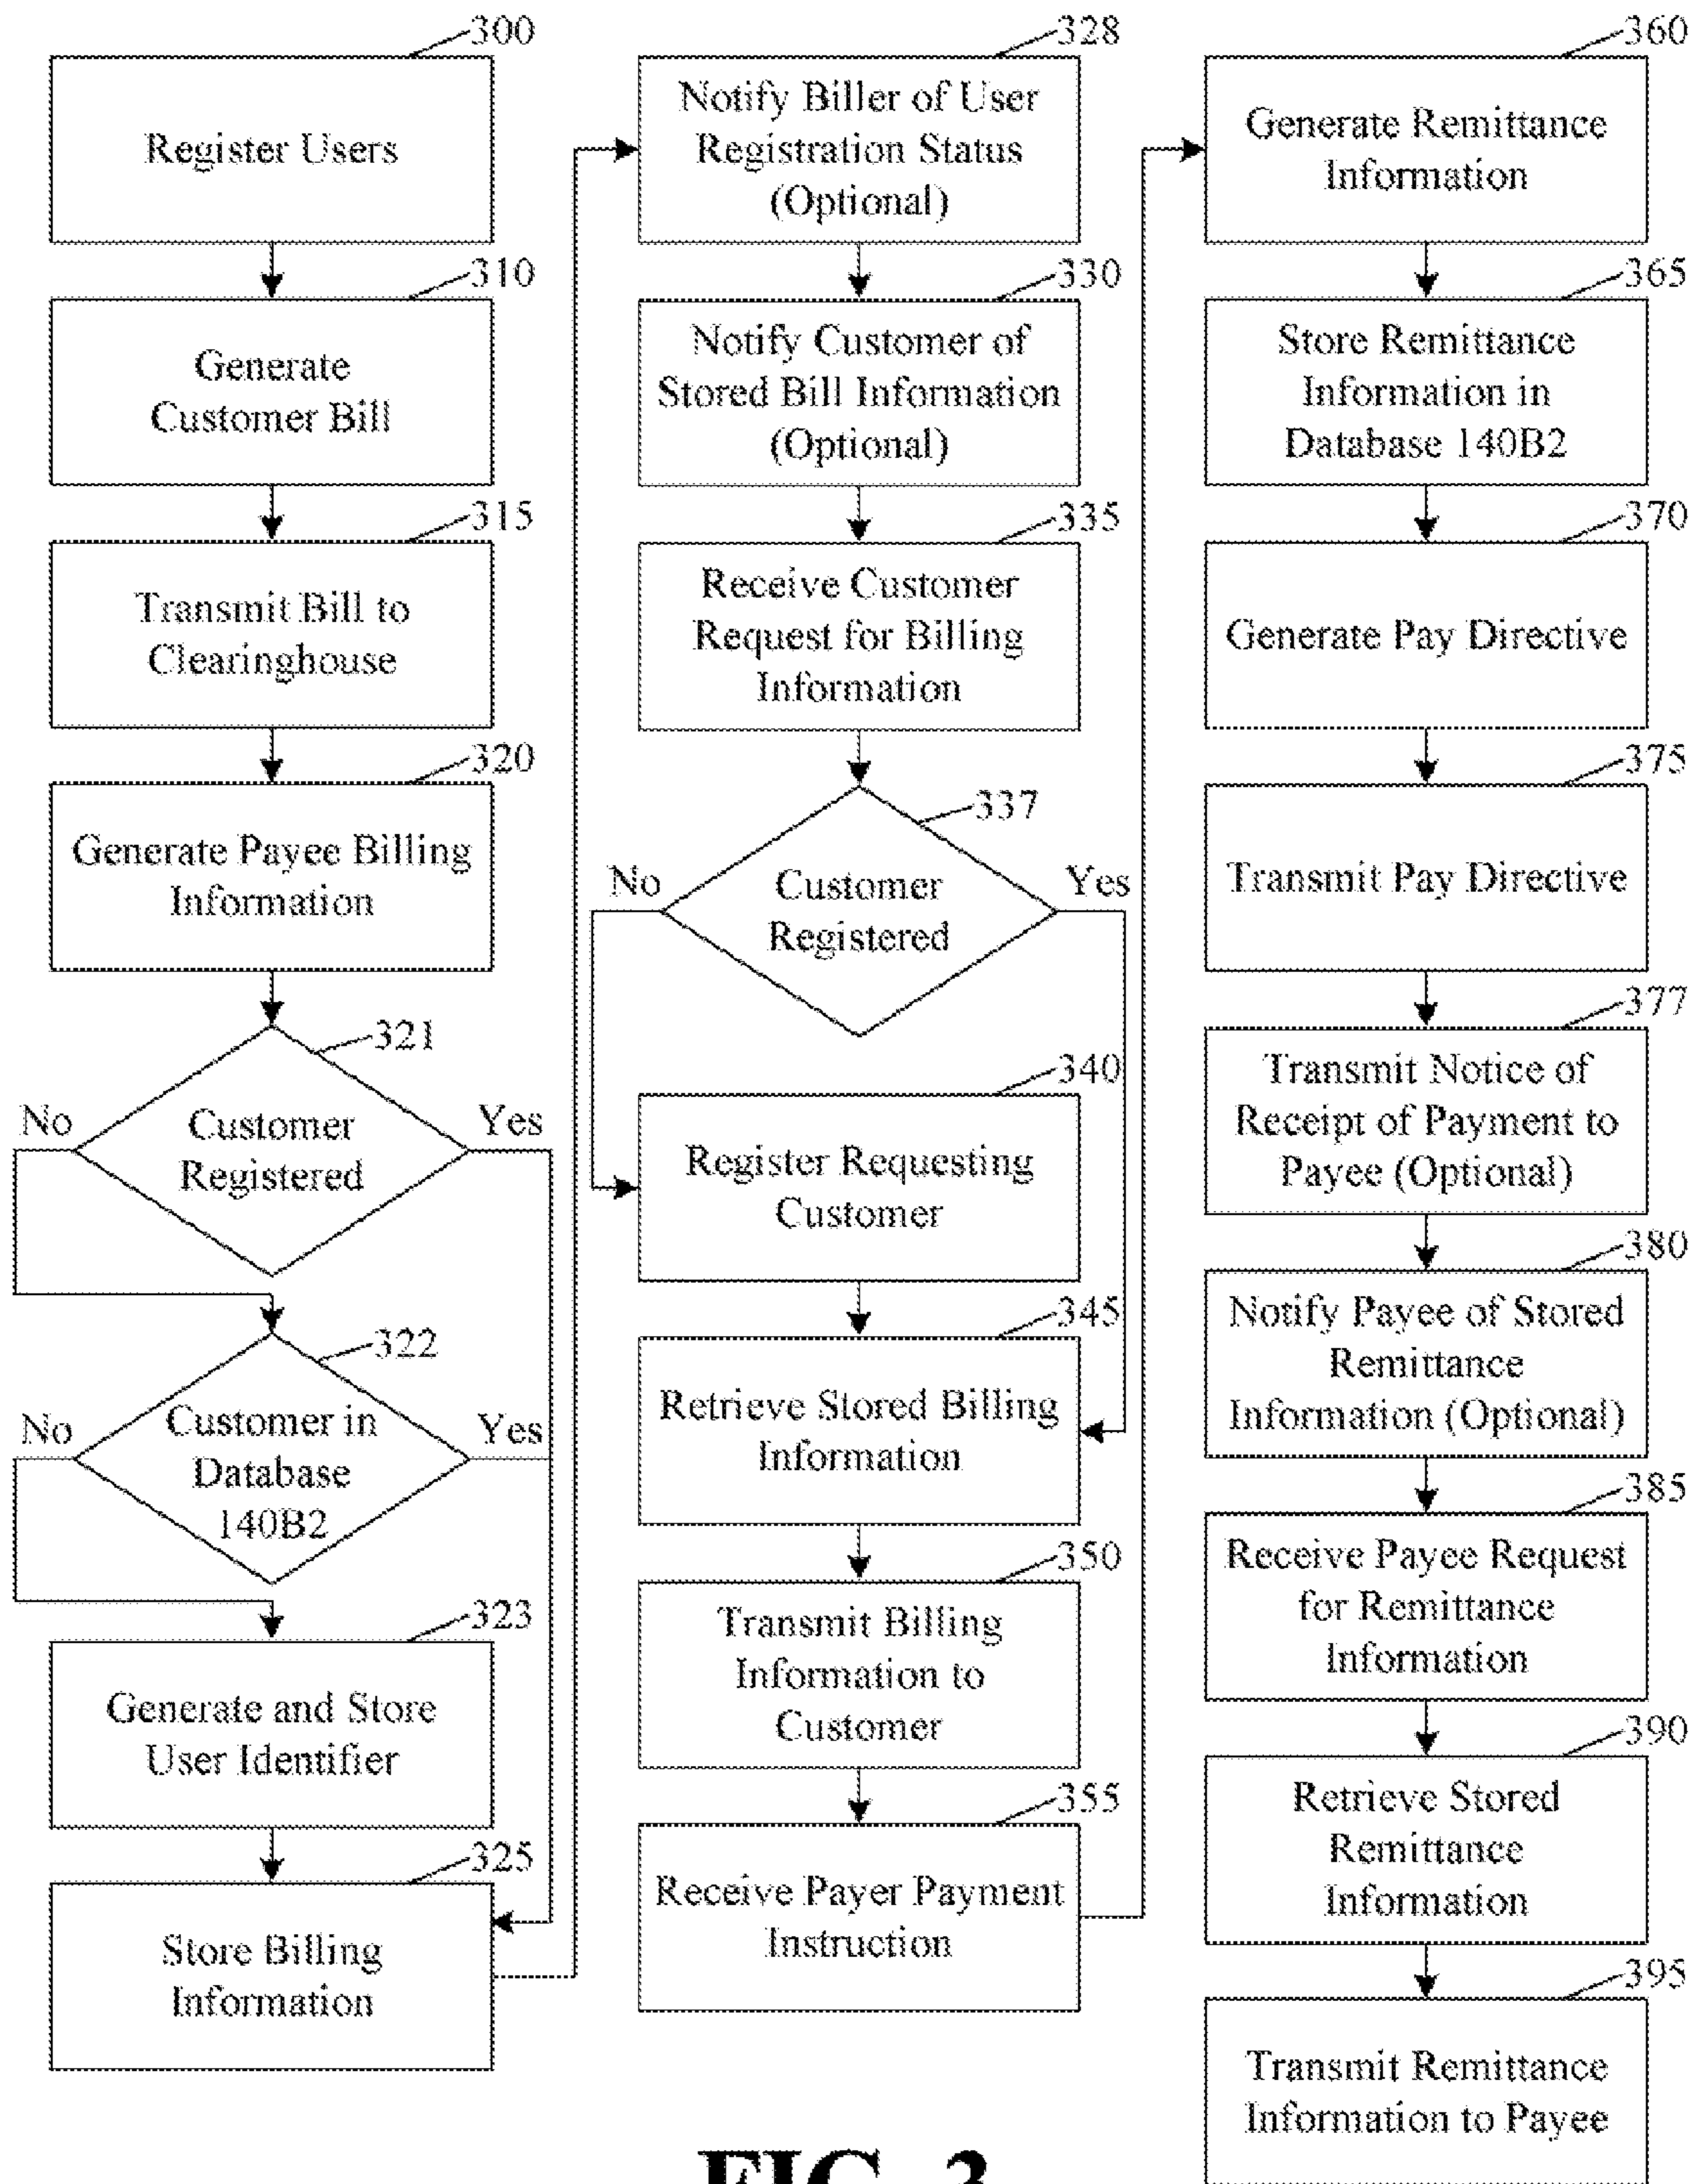 300
Register Users
310
Generate
Customer Bill
315
Transmit Bill to
Clearinghouse
320
Generate Payee Billing
Information
321
No
Customer
Registered
Yes
322
No
Customer in
Database
140B2
Yes
323
Generate and Store
User Identifier
325
Store Billing
Information
328
Notify Biller of User
Registration Status
(Optional)
330
Notify Customer of
Stored Bill Information
(Optional)
335
Receive Customer
Request for Billing
Information
337
No
Customer
Registered
Yes
340
Register Requesting
Customer
345
Retrieve Stored Billing
Information
350
Transmit Billing
Information to
Customer
355
Receive Payer Payment
Instruction
360
Generate Remittance
Information
365
Store Remittance
Information in
Database 140B2
370
Generate Pay Directive
375
Transmit Pay Directive
377
Transmit Notice of
Receipt of Payment to
Payee (Optional)
380
Notify Payee of Stored
Remittance
Information (Optional)
385
Receive Payee Request
for Remittance
Information
390
Retrieve Stored
Remittance
Information
395
Transmit Remittance
Information to Payee
FIG. 3